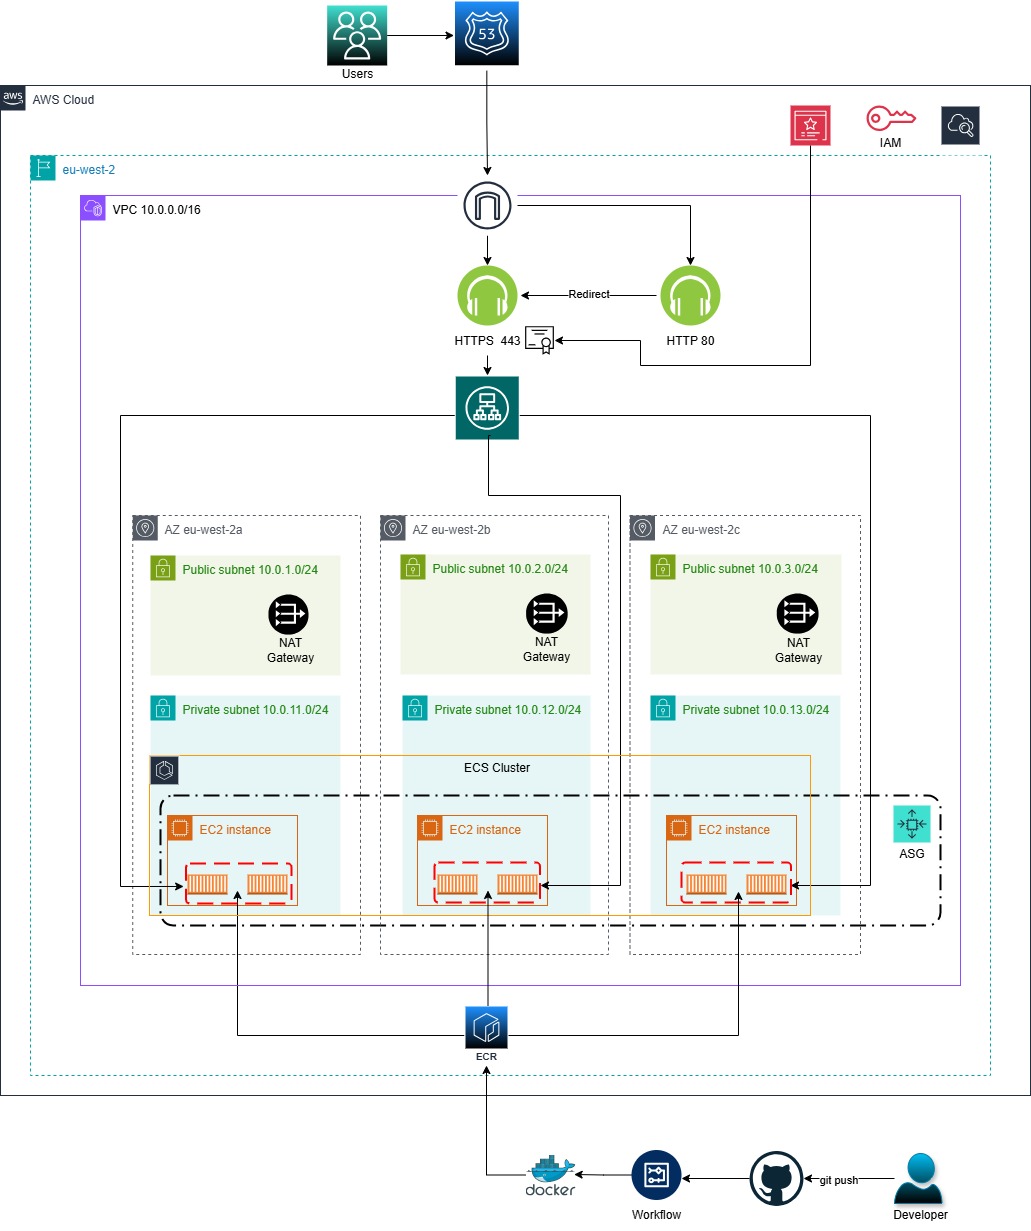 53
Users
aws
AWS Cloud
IAM
eu-west-2
VPC 10.0.0.0/16
Redirect
HTTPS 443
HTTP 80
AZ eu-west-2a
AZ eu-west-2b
AZ eu-west-2c
Public subnet 10.0.1.0/24
Public subnet 10.0.2.0/24
Public subnet 10.0.3.0/24
NAT
Gateway
NAT
Gateway
NAT
Gateway
Private subnet 10.0.11.0/24
Private subnet 10.0.12.0/24
Private subnet 10.0.13.0/24
ECS Cluster
EC2 instance
EC2 instance
EC2 instance
ASG
ECR
docker
Workflow
git push
Developer